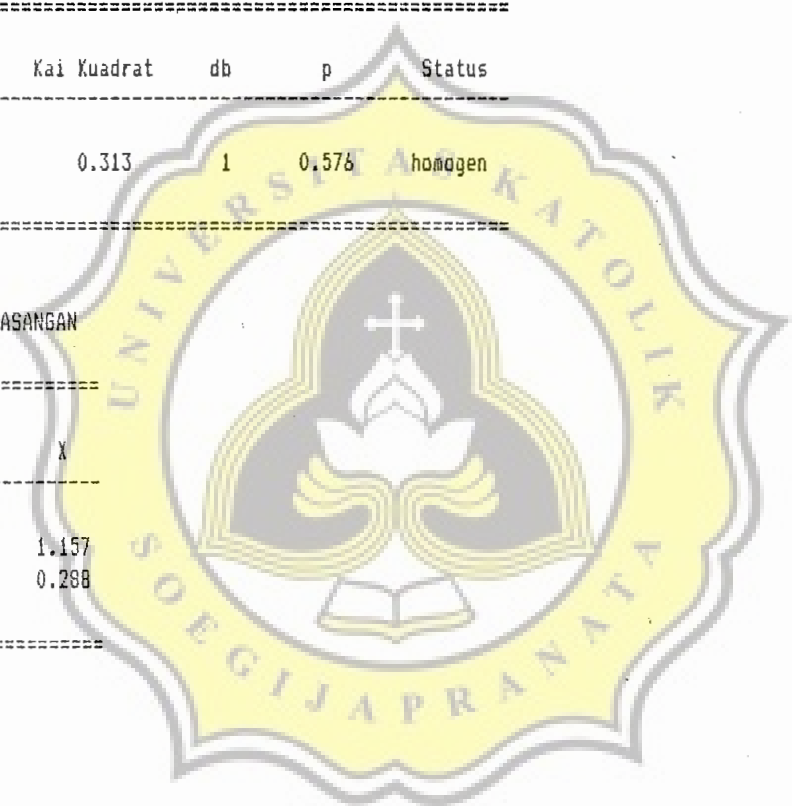 Kai Kuadrat db p Status
0.313 1 0.576 homogen
ASANGAN
X
1.157
0.288
UNIVERSITAS KATOLIK
SOEGIJAPRANATA